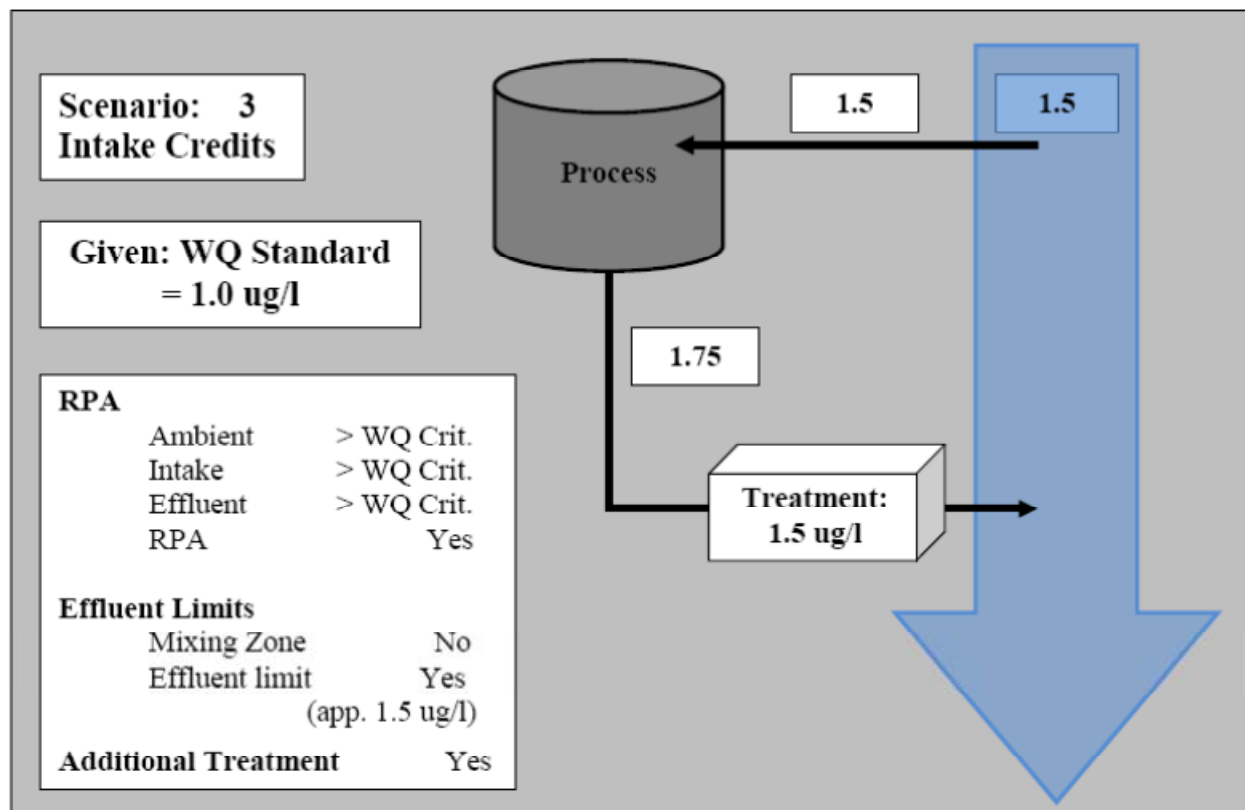 Scenario: 3
Intake Credits
Given: WQ Standard
= 1.0 ug/l
RPA
Ambient > WQ Crit.
Intake > WQ Crit.
Effluent > WQ Crit.
RPA Yes
Effluent Limits
Mixing Zone No
Effluent limit Yes
(app. 1.5 ug/l)
Additional Treatment Yes
Process
1.5
1.5
1.75
Treatment:
1.5 ug/l